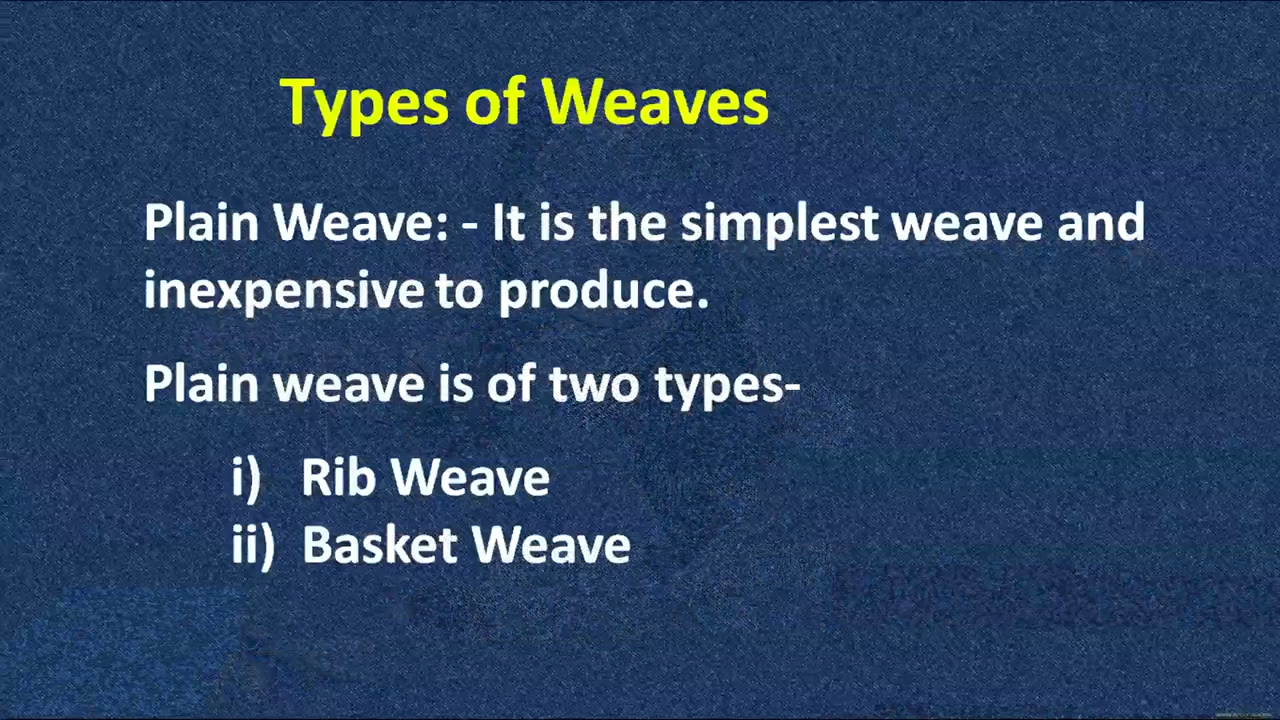 Types of Weaves
Plain Weave: - It is the simplest weave and
inexpensive to produce.
Plain weave is of two types-
i) Rib Weave
ii) Basket Weave